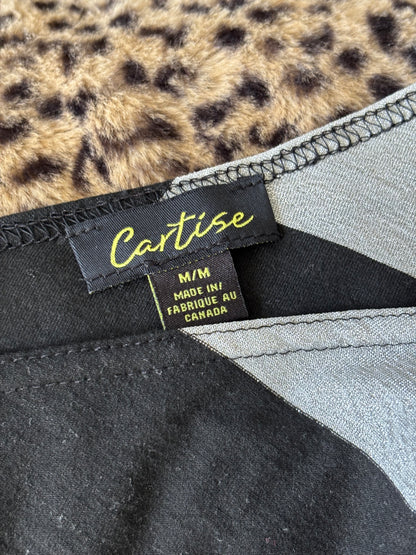 Cartise
M/M
MADE IN/
FABRIQUE AU
CANADA